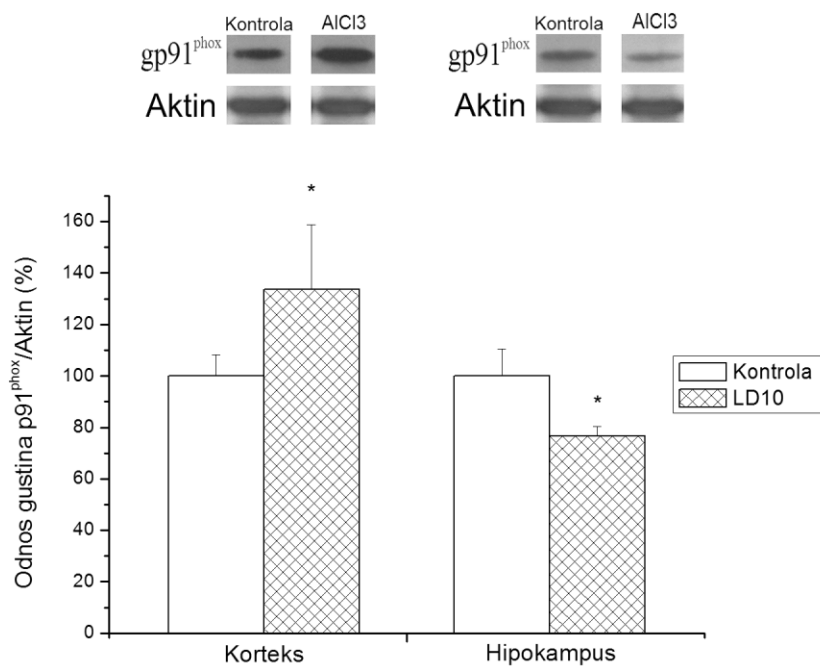 Kontrola AlCl3 Kontrola AlCl3
gp91phox gp91phox
Aktin Aktin
Odnos gustina p91phox/Aktin (%)
160
140
120
100
80
60
40
20
0
*
*
Kontrola
LD10
Korteks Hipokampus